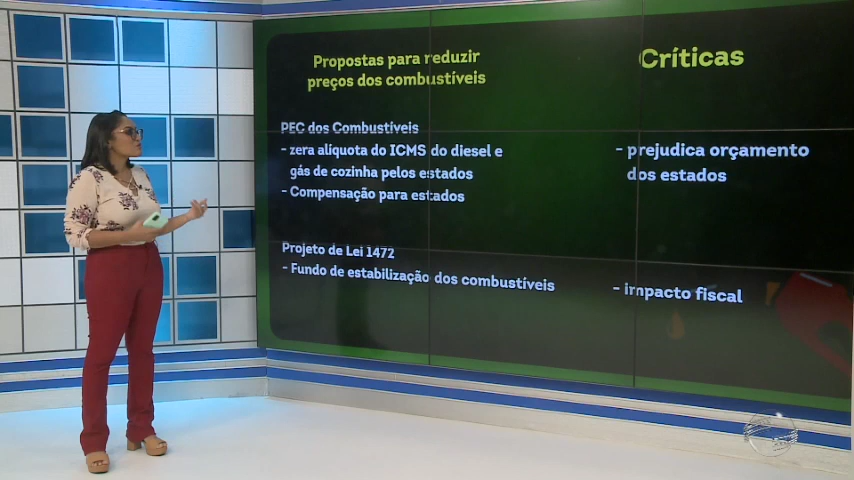 Propostas para reduzir
preços dos combustíveis
Críticas
PEC dos Combustíveis
- zera alíquota do ICMS do diesel e
gás de cozinha pelos estados
- Compensação para estados
- prejudica orçamento
dos estados
Projeto de Lei 1472
- Fundo de estabilização dos combustíveis
- impacto fiscal